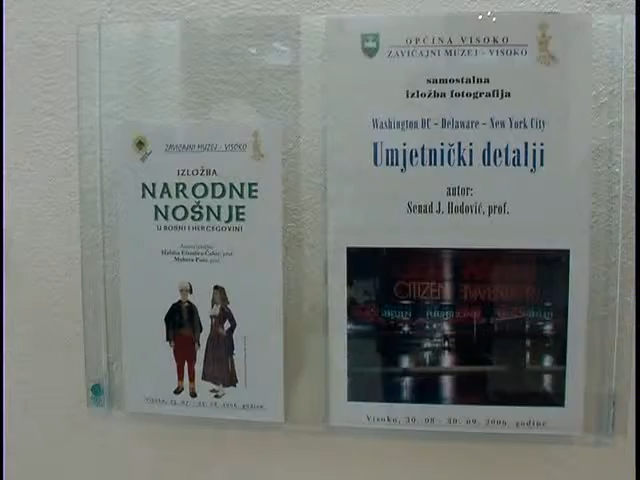 ZAVIČAJNI MUZEJ - VISOKO
IZLOŽBA
NARODNE
NOŠNJE
U BOSNI I HERCEGOVINI
OPĆINA VISOKO
ZAVIČAJNI MUZEJ - VISOKO
samostalna
izložba fotografija
Washington DC - Delaware - New York City
Umjetnički detalji
autor:
Senad J. Hodović, prof.
CITIZEN
Visoko, 30. 08 - 30. 09. 2006. godine